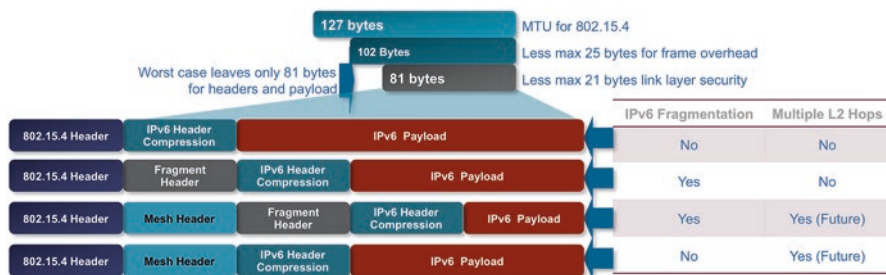 127 bytes
MTU for 802.15.4
102 Bytes
Less max 25 bytes for frame overhead
Worst case leaves only 81 bytes
for headers and payload
81 bytes
Less max 21 bytes link layer security
IPv6 Fragmentation Multiple L2 Hops
802.15.4 Header
IPv6 Header
Compression
IPv6 Payload
No No
802.15.4 Header
Fragment
Header
IPv6 Header
Compression
IPv6 Payload
Yes No
802.15.4 Header
Mesh Header
Fragment
Header
IPv6 Header
Compression
IPv6 Payload
Yes Yes (Future)
802.15.4 Header
Mesh Header
IPv6 Header
Compression
IPv6 Payload
No Yes (Future)